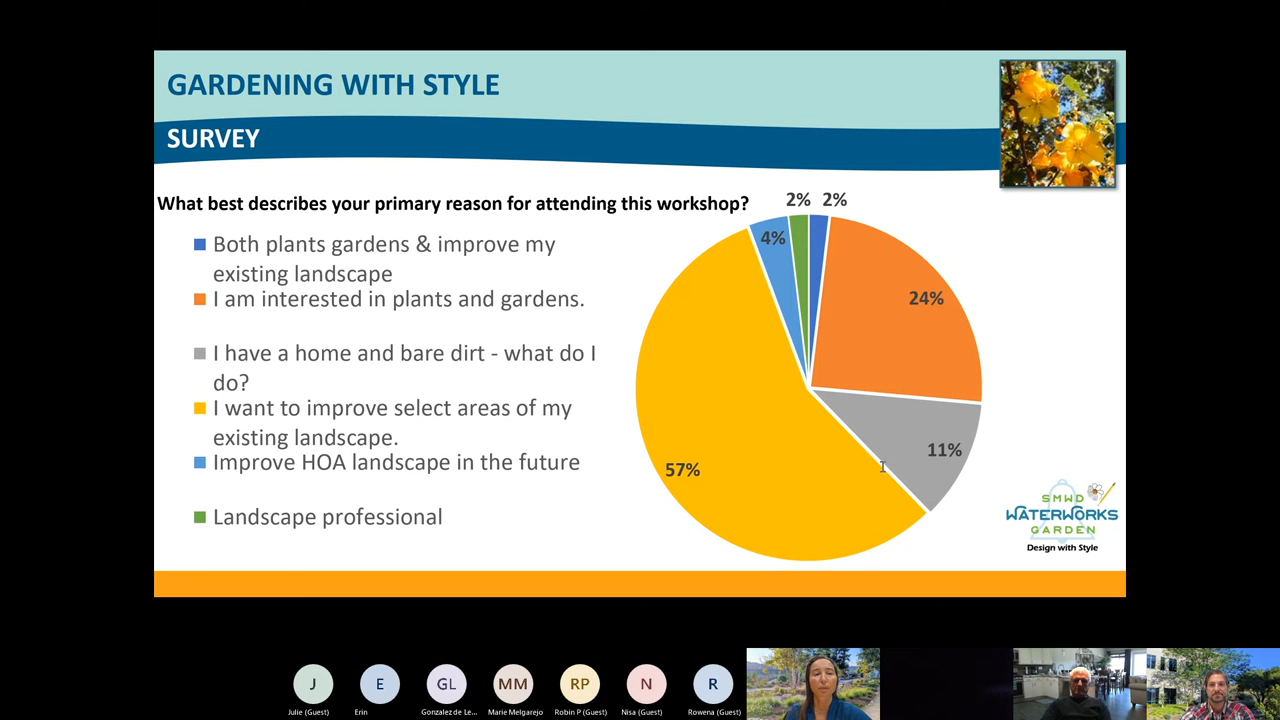 GARDENING WITH STYLE
SURVEY
What best describes your primary reason for attending this workshop?
Both plants gardens & improve my
existing landscape
I am interested in plants and gardens.
I have a home and bare dirt - what do I
do?
I want to improve select areas of my
existing landscape.
Improve HOA landscape in the future
Landscape professional
2% 2%
4%
24%
11%
57%
SMWD
WATERWORKS
GARDEN
Design with Style
J E GL MM RP N R
Julie (Guest) Erin Gonzalez de Le... Marie Melgarejo Robin P (Guest) Nisa (Guest) Rowena (Guest)